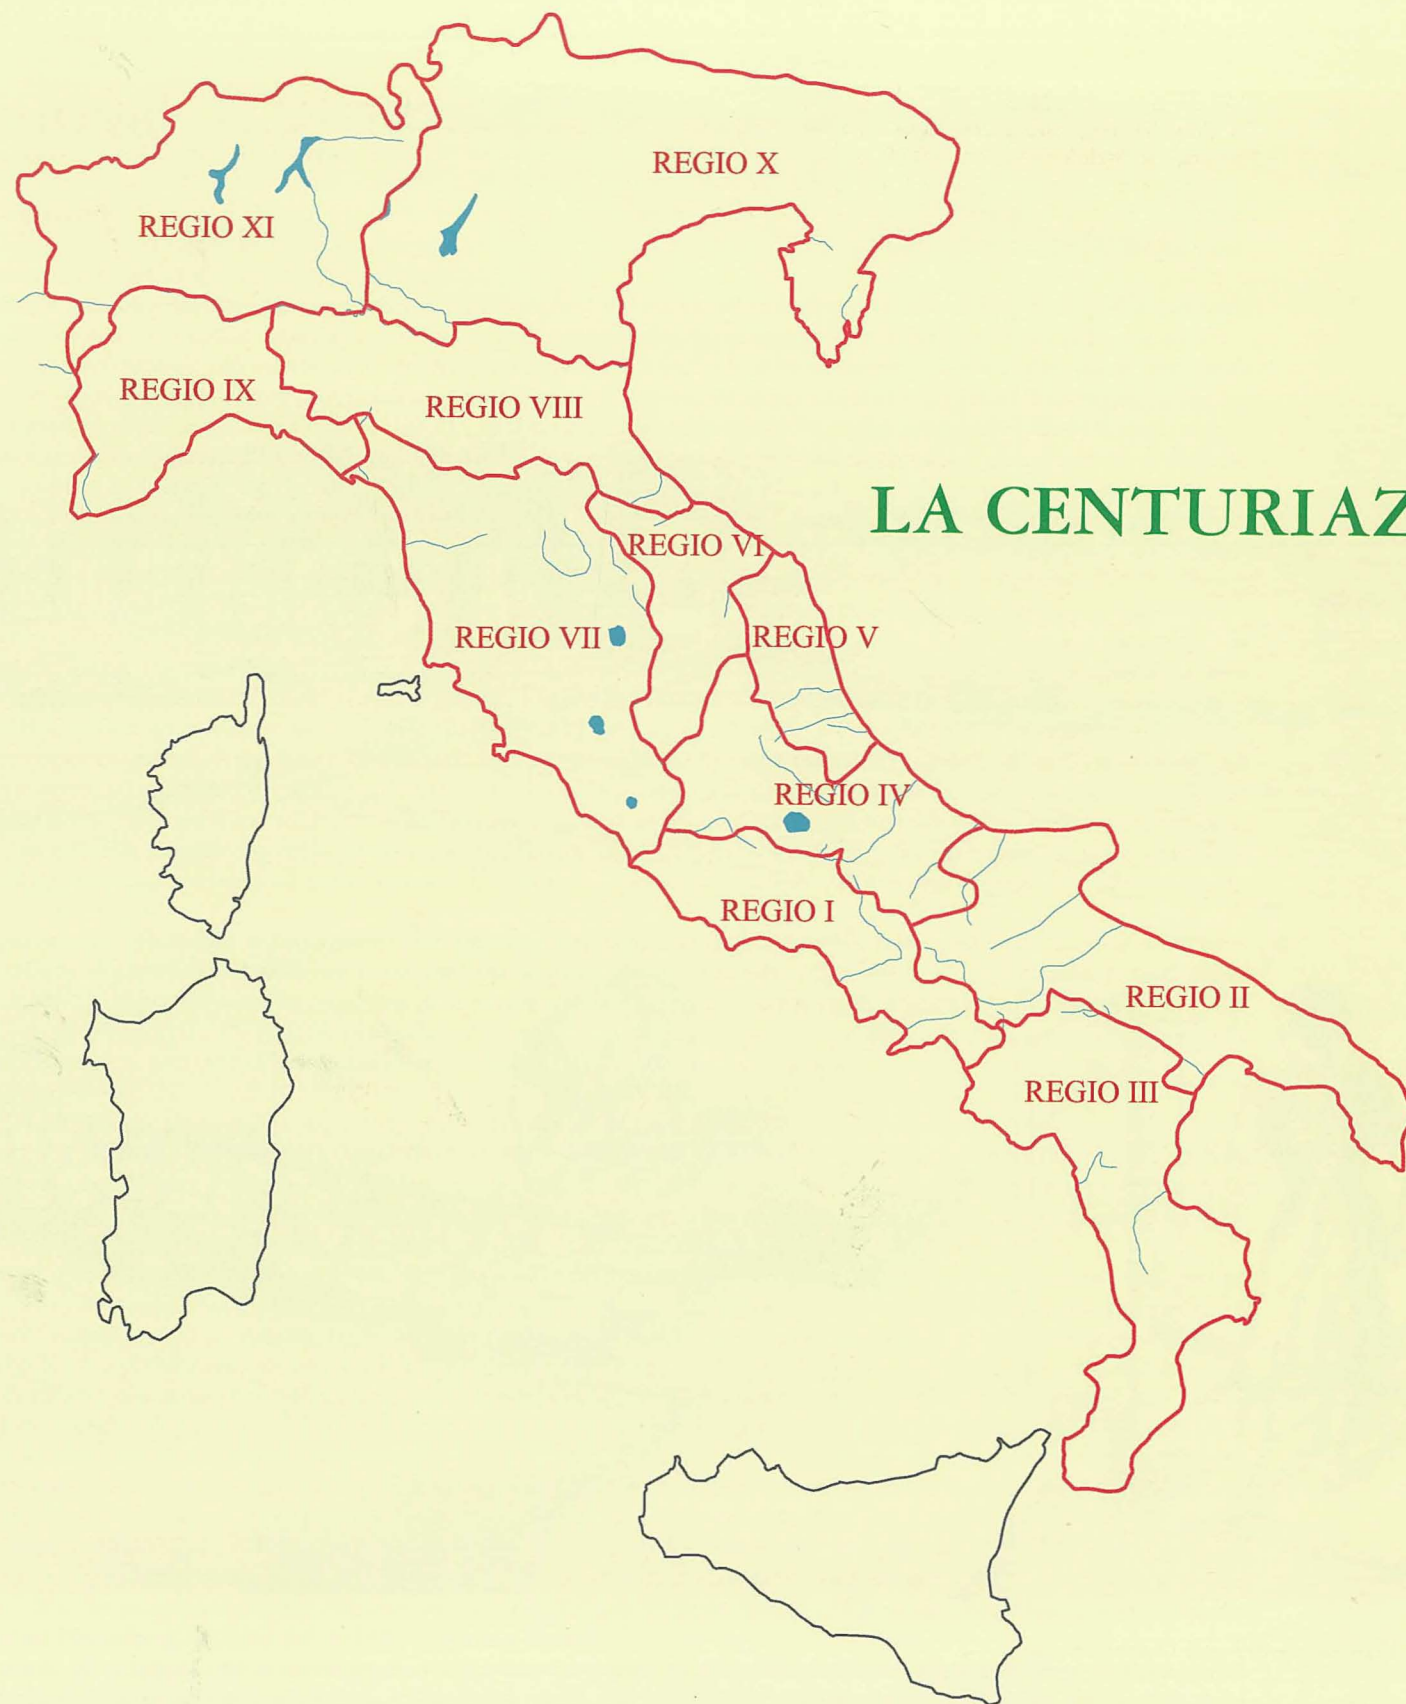 REGIO X
REGIO XI
REGIO IX
REGIO VIII
LA CENTURIAZ
REGIO VI
REGIO VII
REGIO V
REGIO IV
REGIO I
REGIO II
REGIO III